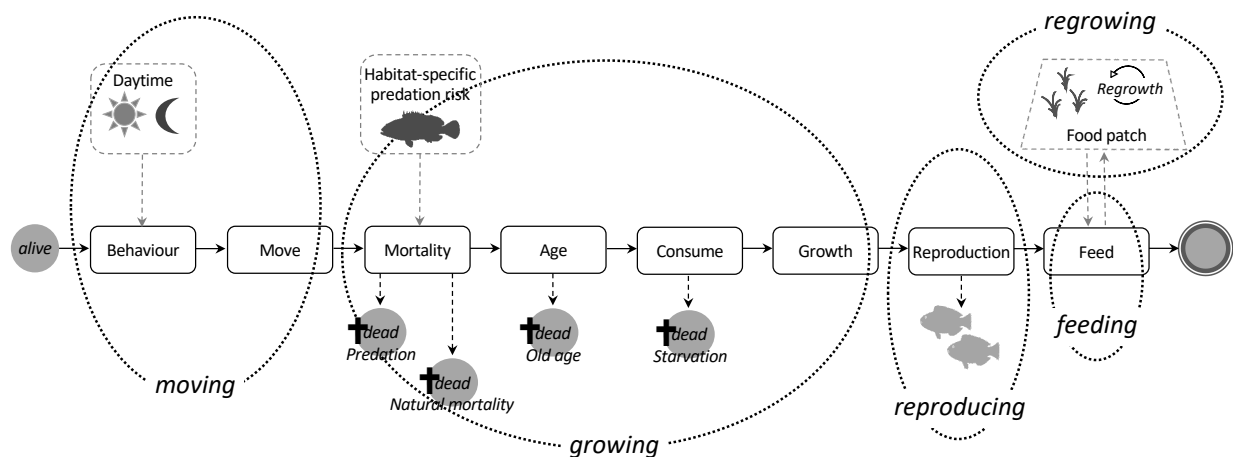 regrowing
Daytime
Habitat-specific
predation risk
Regrowth
Food patch
alive
Behaviour
Move
Mortality
Age
Consume
Growth
Reproduction
Feed
dead
Predation
dead
Old age
dead
Starvation
dead
Natural mortality
moving
growing
reproducing
feeding